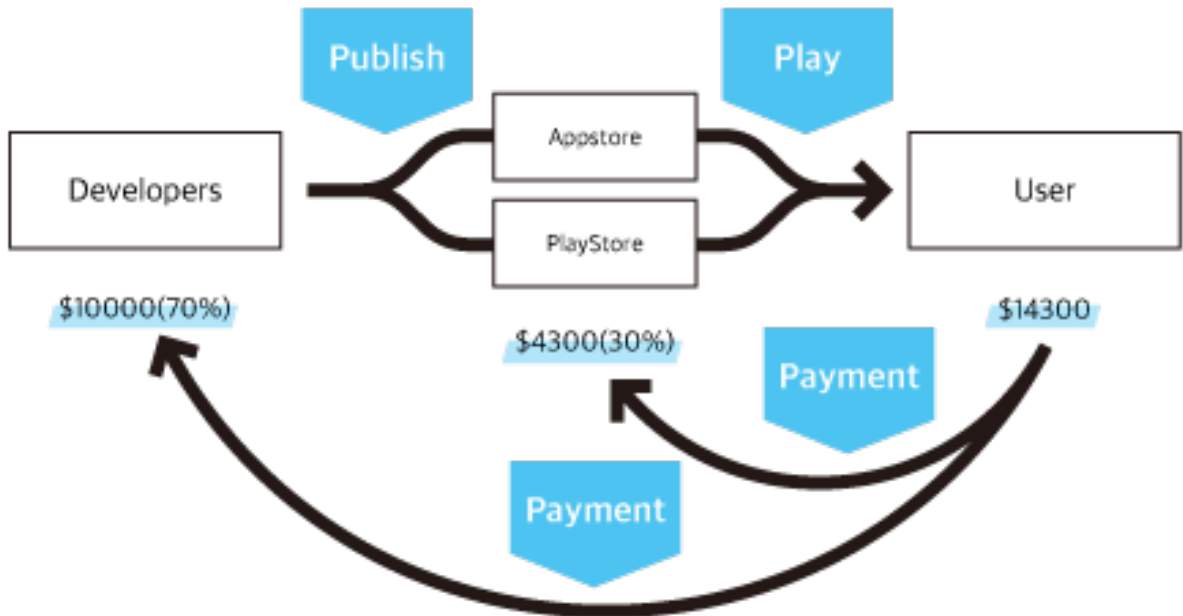 Publish
Play
Appstore
Developers
User
PlayStore
$10000(70%)
$4300(30%)
$14300
Payment
Payment